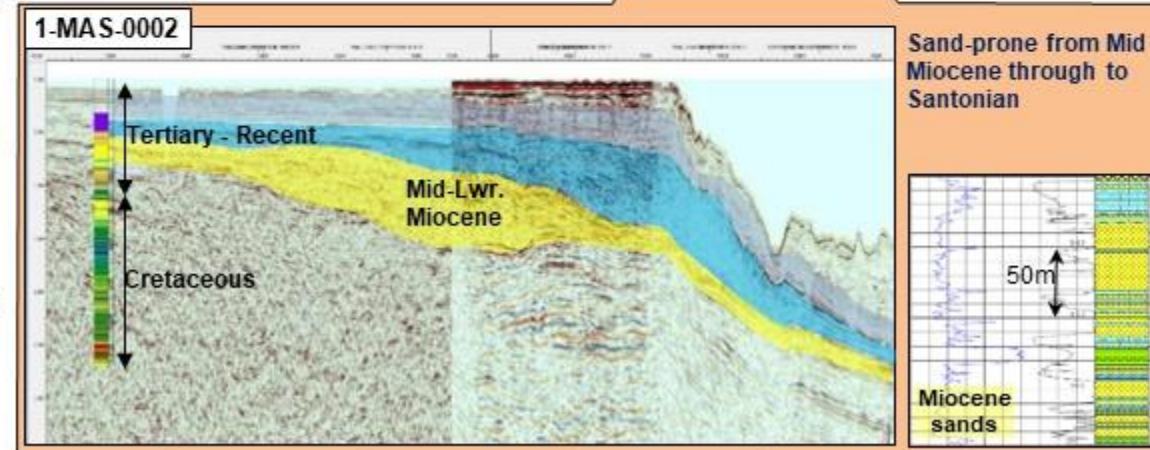 1-MAS-0002
Tertiary - Recent
Mid-Lwr.
Miocene
Cretaceous
Sand-prone from Mid
Miocene through to
Santonian
50m
Miocene
sands